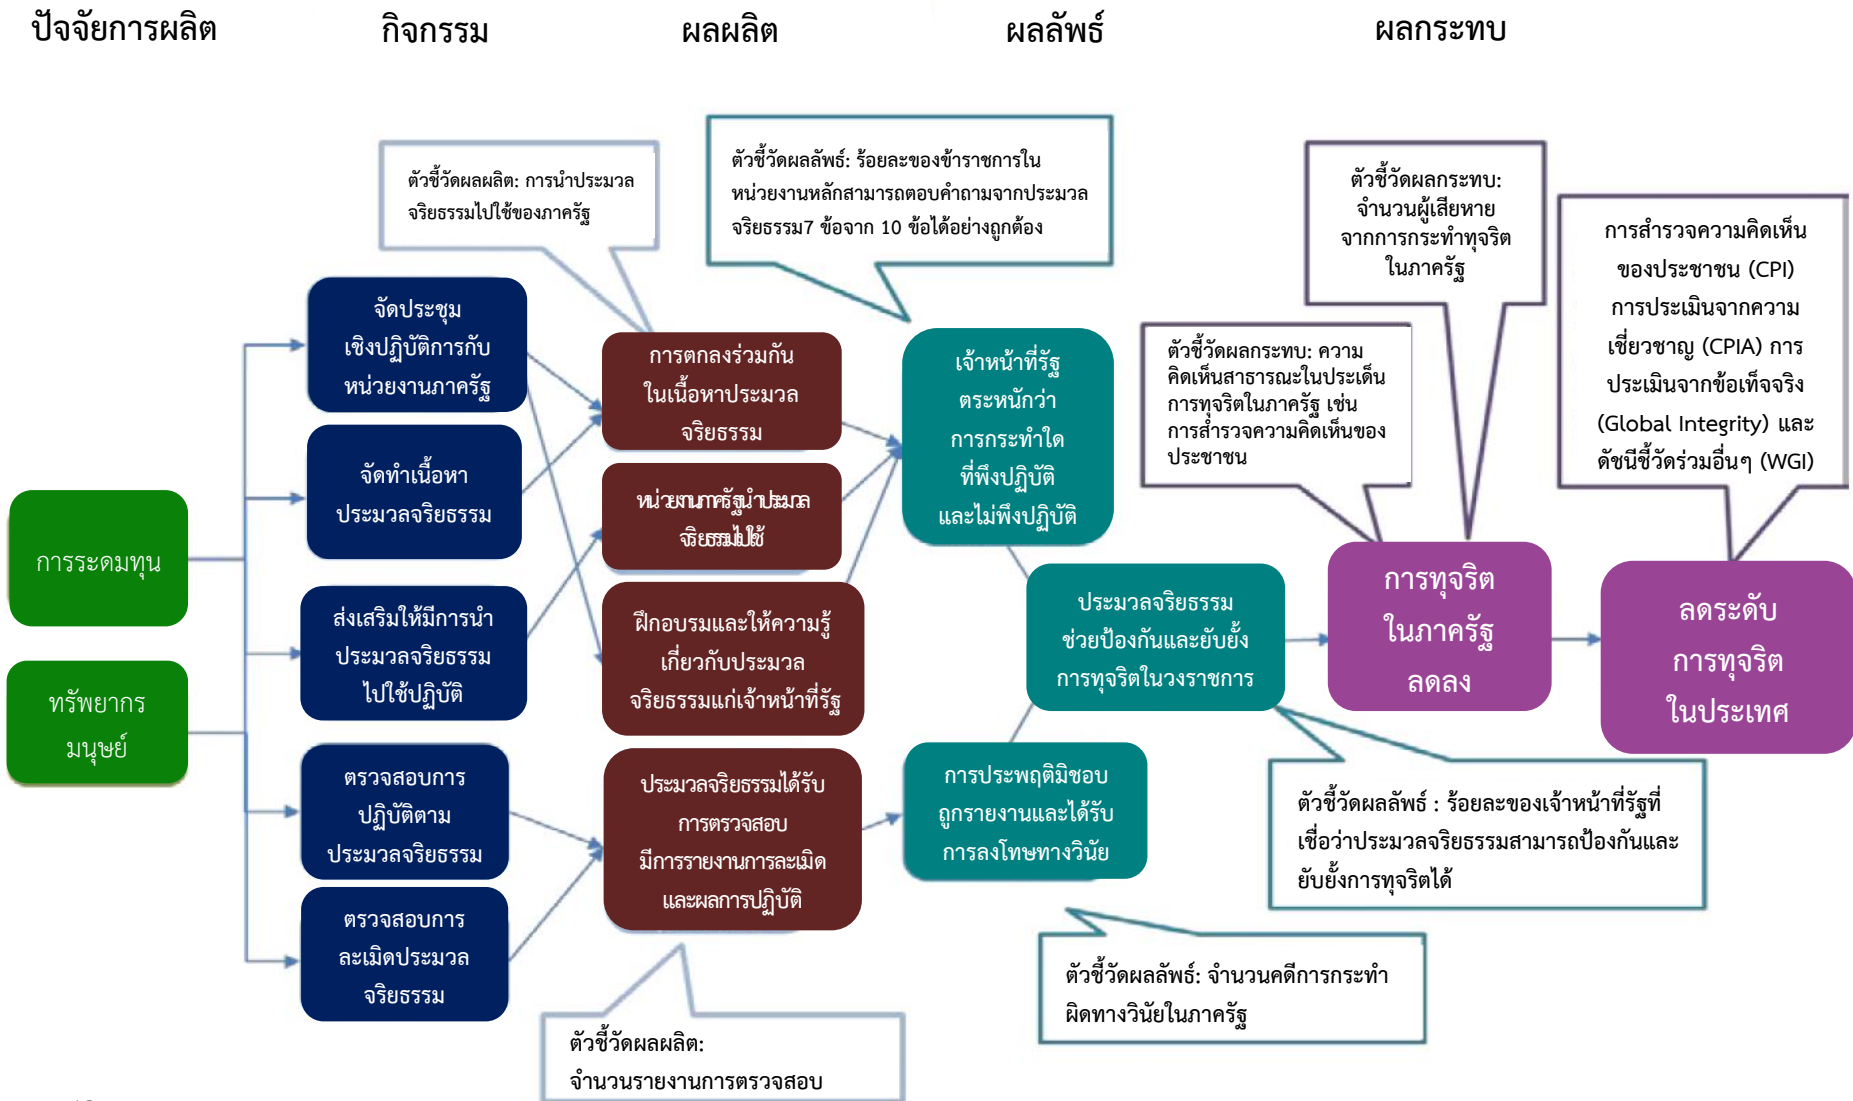 ปัจจัยการผลิต
กิจกรรม
ผลผลิต
ผลลัพธ์
ผลกระทบ
ตัวชี้วัดผลผลิต: การนำประมวล
จริยธรรมไปใช้ของภาครัฐ
ตัวชี้วัดผลลัพธ์: ร้อยละของข้าราชการใน
หน่วยงานหลักสามารถตอบคำถามจากประมวล
จริยธรรม7 ข้อจาก 10 ข้อได้อย่างถูกต้อง
ตัวชี้วัดผลกระทบ:
จำนวนผู้เสียหาย
จากการกระทำทุจริต
ในภาครัฐ
การสำรวจความคิดเห็น
ของประชาชน (CPI)
การประเมินจากความ
เชี่ยวชาญ (CPIA) การ
ประเมินจากข้อเท็จจริง
(Global Integrity) และ
ดัชนีชี้วัดร่วมอื่นๆ (WGI)
ตัวชี้วัดผลกระทบ: ความ
คิดเห็นสาธารณะในประเด็น
การทุจริตในภาครัฐ เช่น
การสำรวจความคิดเห็นของ
ประชาชน
การระดมทุน
ทรัพยากร
มนุษย์
จัดประชุม
เชิงปฏิบัติการกับ
หน่วยงานภาครัฐ
จัดทำเนื้อหา
ประมวลจริยธรรม
ส่งเสริมให้มีการนำ
ประมวลจริยธรรม
ไปใช้ปฏิบัติ
ตรวจสอบการ
ปฏิบัติตาม
ประมวลจริยธรรม
ตรวจสอบการ
ละเมิดประมวล
จริยธรรม
การตกลงร่วมกัน
ในเนื้อหาประมวล
จริยธรรม
หน่วยงานภาครัฐนำประมวล
จริยธรรมไปใช้
ฝึกอบรมและให้ความรู้
เกี่ยวกับประมวล
จริยธรรมแก่เจ้าหน้าที่รัฐ
ประมวลจริยธรรมได้รับ
การตรวจสอบ
มีการรายงานการละเมิด
และผลการปฏิบัติ
เจ้าหน้าที่รัฐ
ตระหนักว่า
การกระทำใด
ที่พึงปฏิบัติ
และไม่พึงปฏิบัติ
ประมวลจริยธรรม
ช่วยป้องกันและยับยั้ง
การทุจริตในวงราชการ
การประพฤติมิชอบ
ถูกรายงานและได้รับ
การลงโทษทางวินัย
การทุจริต
ในภาครัฐ
ลดลง
ลดระดับ
การทุจริต
ในประเทศ
ตัวชี้วัดผลลัพธ์ : ร้อยละของเจ้าหน้าที่รัฐที่
เชื่อว่าประมวลจริยธรรมสามารถป้องกันและ
ยับยั้งการทุจริตได้
ตัวชี้วัดผลลัพธ์: จำนวนคดีการกระทำ
ผิดทางวินัยในภาครัฐ
ตัวชี้วัดผลผลิต:
จำนวนรายงานการตรวจสอบ